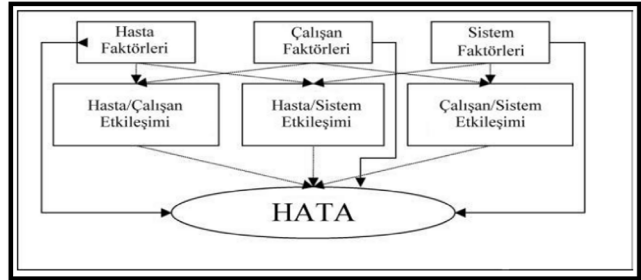 Hasta
Faktörleri
Çalışan
Faktörleri
Sistem
Faktörleri
Hasta/Çalışan
Etkileşimi
Hasta/Sistem
Etkileşimi
Çalışan/Sistem
Etkileşimi
HATA